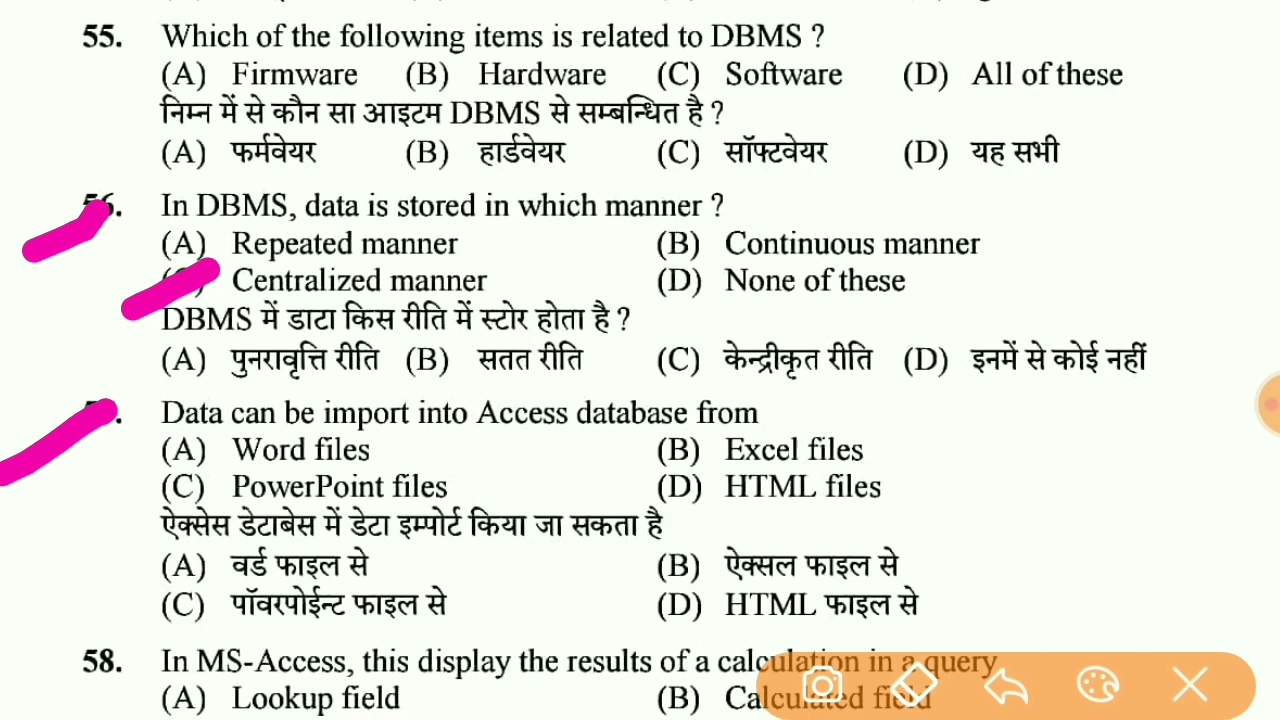 55. Which of the following items is related to DBMS ?
(A) Firmware (B) Hardware (C) Software (D) All of these
निम्न में से कौन सा आइटम DBMS से सम्बन्धित है ?
(A) फर्मवेयर (B) हार्डवेयर (C) सॉफ्टवेयर (D) यह सभी
56. In DBMS, data is stored in which manner ?
(A) Repeated manner (B) Continuous manner
Centralized manner (D) None of these
DBMS में डाटा किस रीति में स्टोर होता है ?
(A) पुनरावृत्ति रीति (B) सतत रीति (C) केन्द्रीकृत रीति (D) इनमें से कोई नहीं
Data can be import into Access database from
(A) Word files (B) Excel files
(C) PowerPoint files (D) HTML files
ऐक्सेस डेटाबेस में डेटा इम्पोर्ट किया जा सकता है
(A) वर्ड फाइल से (B) ऐक्सल फाइल से
(C) पॉवरपोईन्ट फाइल से (D) HTML फाइल से
58. In MS-Access, this display the results of a calculation in a query
(A) Lookup field (B) Calculated field